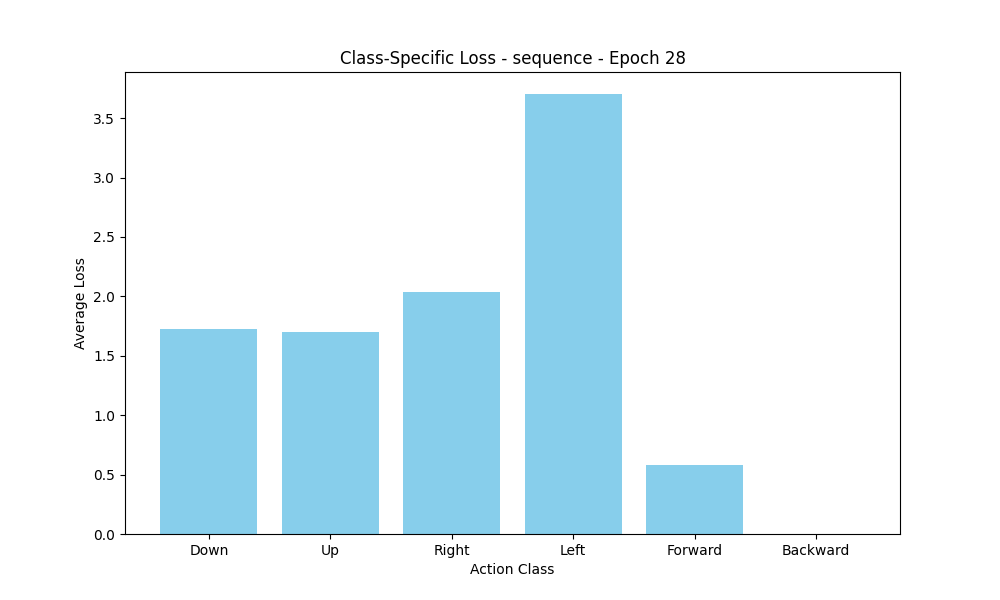 Class-Specific Loss - sequence - Epoch 28
3.5
3.0
2.5
2.0
1.5
1.0
0.5
0.0
Average Loss
Down Up Right Left Forward Backward
Action Class